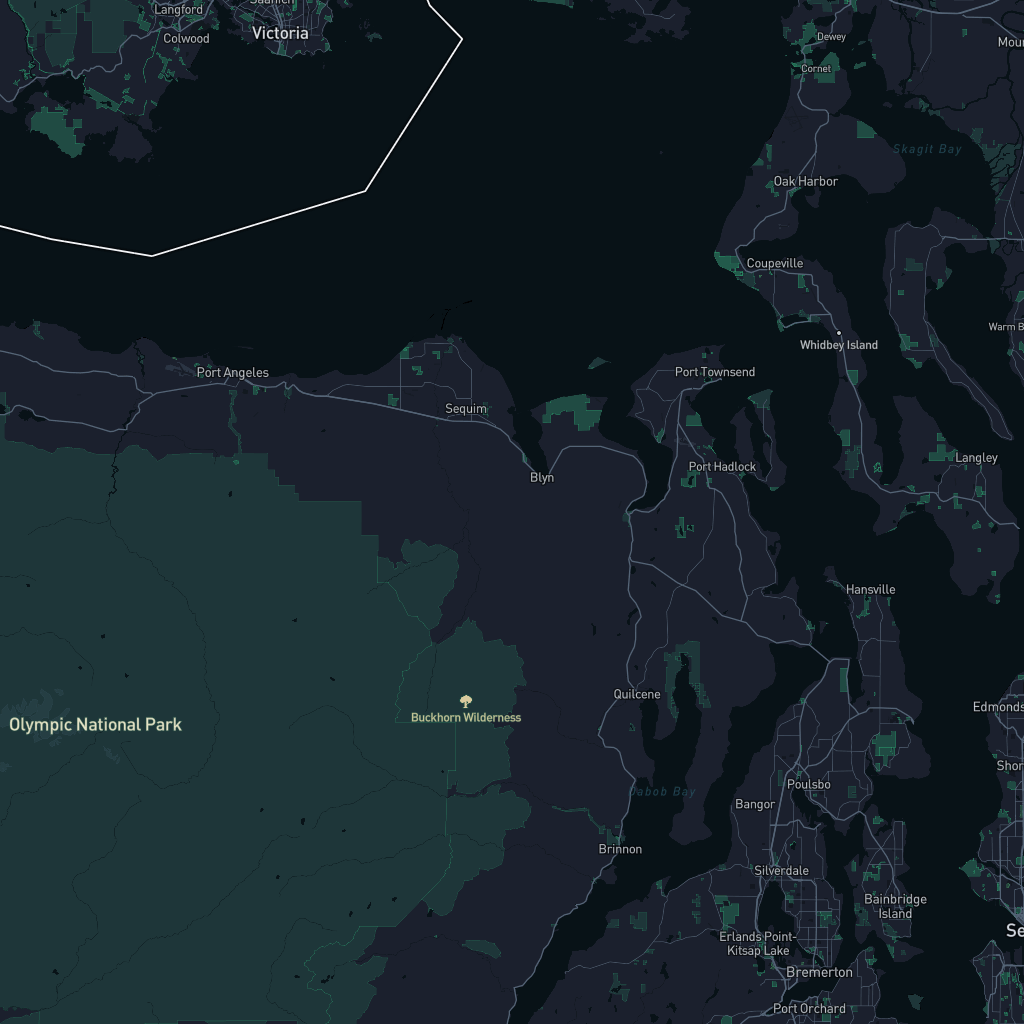 Langford
Saanich
Colwood
Victoria
Dewey
Cornet
Skagit Bay
Oak Harbor
Coupeville
Whidbey Island
Port Angeles
Port Townsend
Sequim
Langley
Port Hadlock
Blyn
Hansville
Quilcene
Buckhorn Wilderness
Olympic National Park
Edmonds
Poulsbo
Dabob Bay
Bangor
Brinnon
Silverdale
Bainbridge
Island
Erlands Point-
Kitsap Lake
Bremerton
Port Orchard